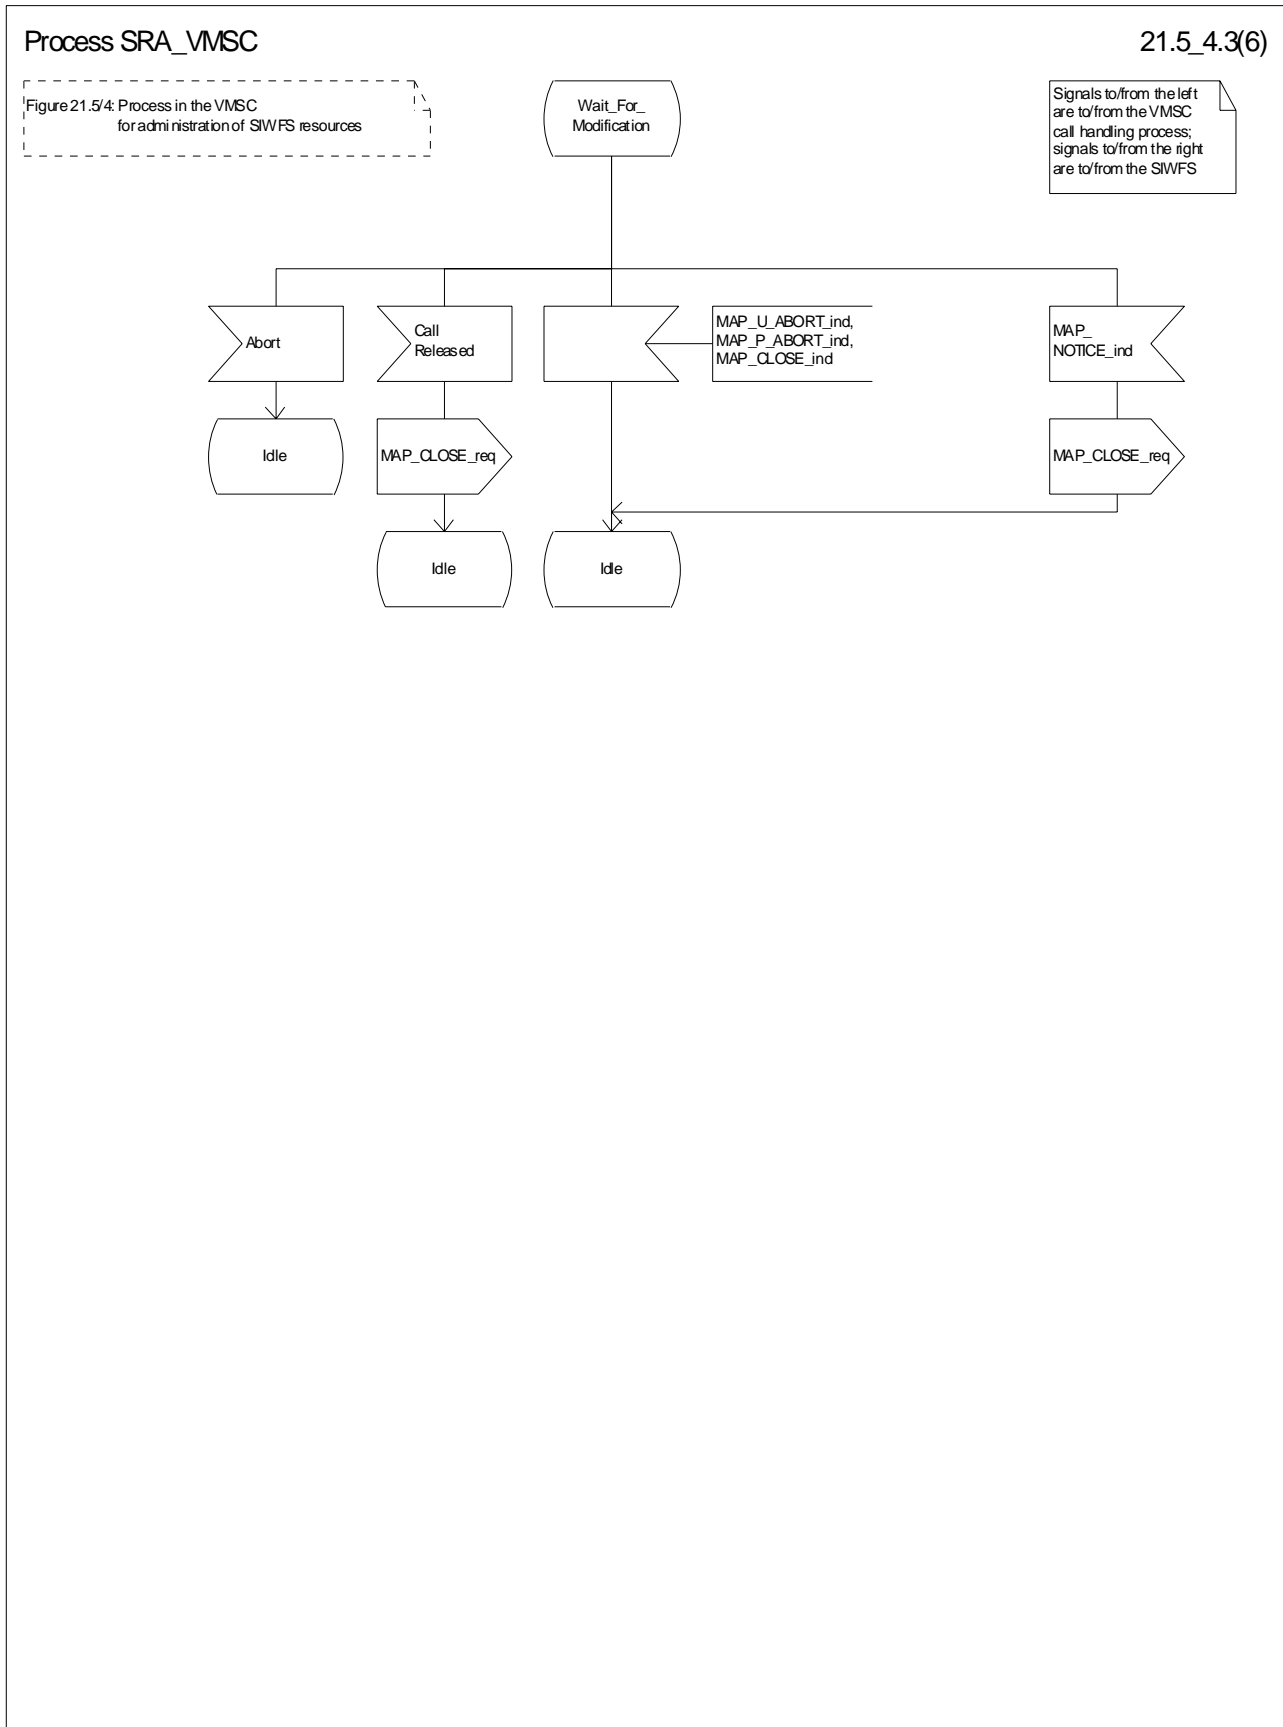 Process SRA_VMSC
21.5_4.3(6)
Figure 21.5/4: Process in the VMSC
for administration of SIWFS resources
Wait_For_
Modification
Signals to/from the left
are to/from the VMSC
call handling process;
signals to/from the right
are to/from the SIWFS
Abort
Call
Released
MAP_U_ABORT_ind,
MAP_P_ABORT_ind,
MAP_CLOSE_ind
MAP_
NOTICE_ind
Idle
MAP_CLOSE_req
MAP_CLOSE_req
Idle
Idle